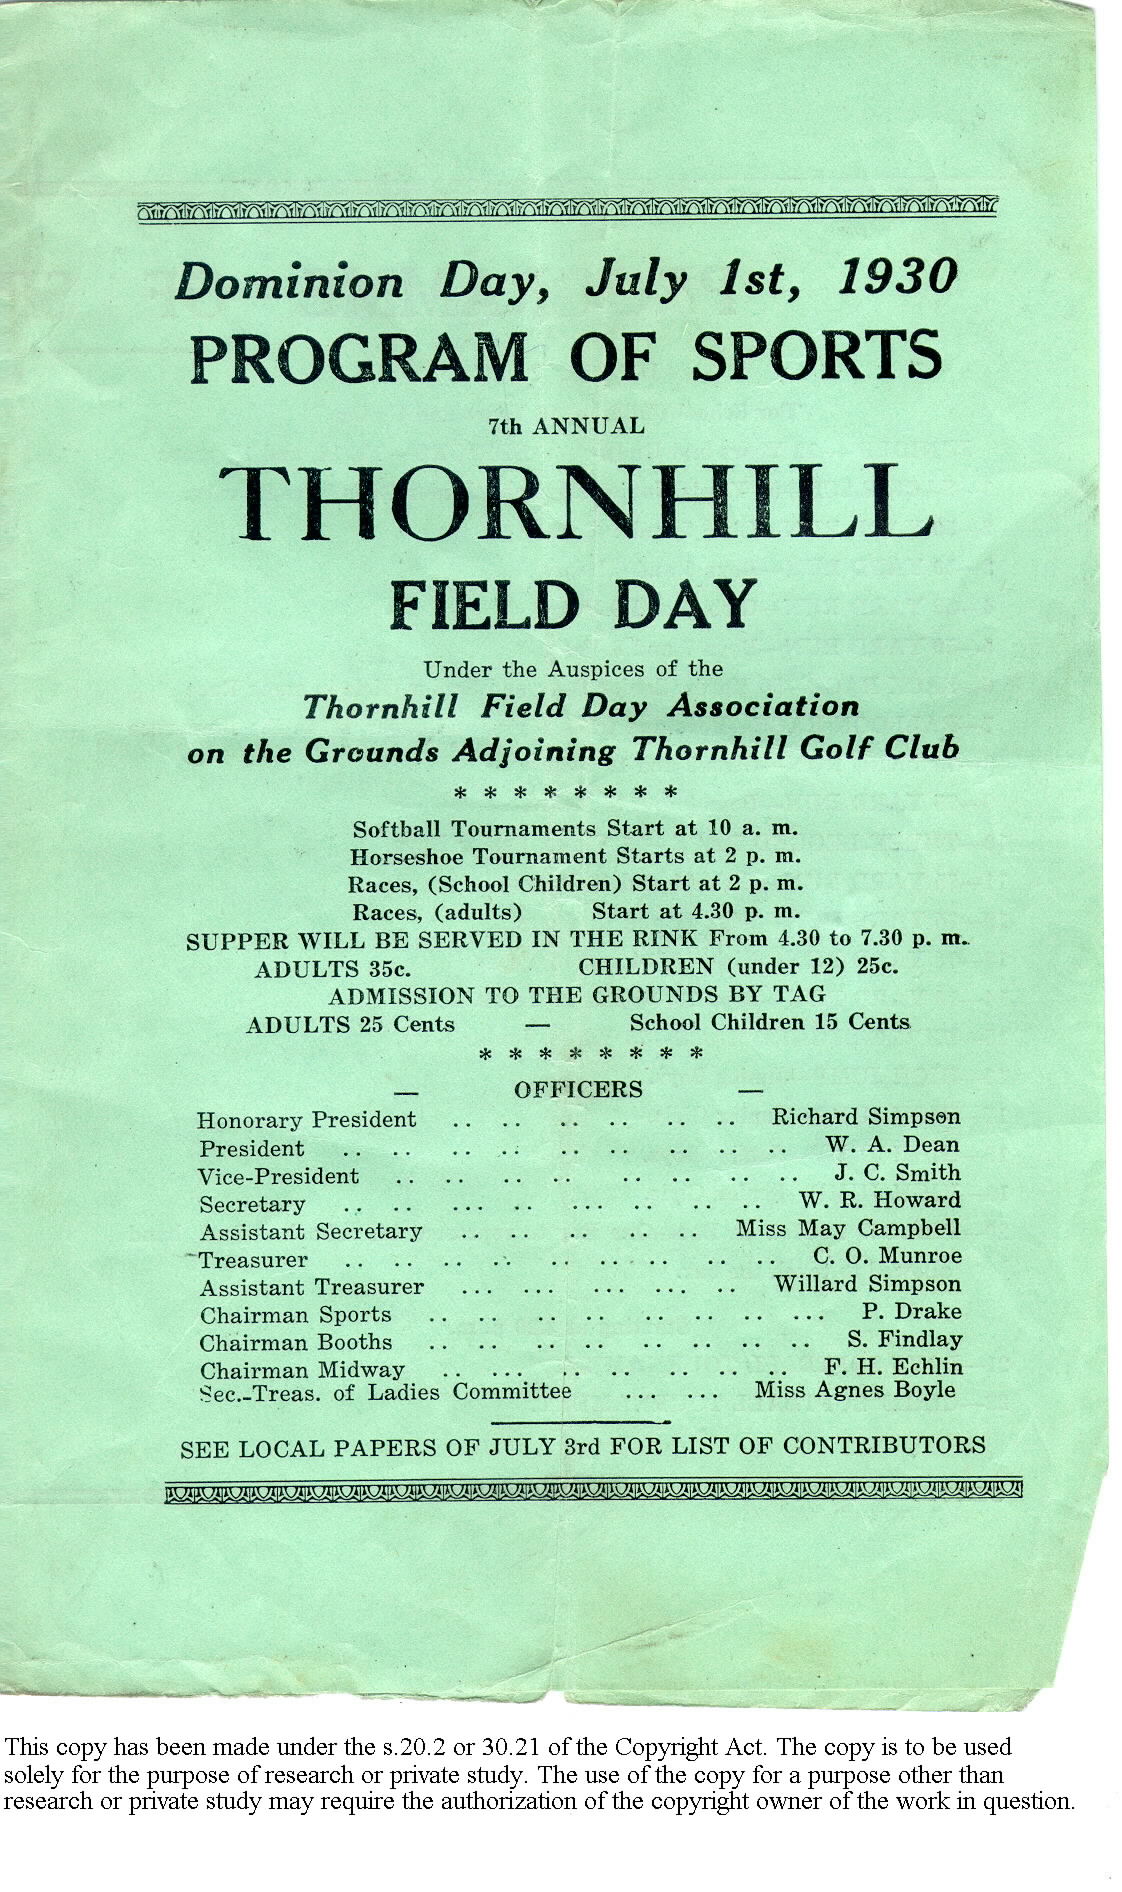 Dominion Day, July 1st, 1930
PROGRAM OF SPORTS
7th ANNUAL
THORNHILL
FIELD DAY
Under the Auspices of the
Thornhill Field Day Association
on the Grounds Adjoining Thornhill Golf Club
* * * * * * * *
Softball Tournaments Start at 10 a. m.
Horseshoe Tournament Starts at 2 p. m.
Races, (School Children) Start at 2 p. m.
Races, (adults) Start at 4.30 p. m.
SUPPER WILL BE SERVED IN THE RINK From 4.30 to 7.30 p. m.
ADULTS 35c. CHILDREN (under 12) 25c.
ADMISSION TO THE GROUNDS BY TAG
ADULTS 25 Cents — School Children 15 Cents
* * * * * * * *
— OFFICERS —
Honorary President .. .. .. .. .. .. Richard Simpson
President .. .. .. .. .. .. .. .. .. W. A. Dean
Vice-President .. .. .. .. .. .. .. .. J. C. Smith
Secretary .. .. ... .. ... .. .. .. W. R. Howard
Assistant Secretary .. .. .. .. .. Miss May Campbell
Treasurer .. .. .. .. .. .. .. .. .. C. O. Munroe
Assistant Treasurer ... ... ... ... .. Willard Simpson
Chairman Sports .. .. .. .. .. .. .. ... P. Drake
Chairman Booths .. .. .. .. .. .. .. .. S. Findlay
Chairman Midway .. ... .. .. .. .. .. F. H. Echlin
Sec.-Treas. of Ladies Committee ... ... Miss Agnes Boyle
SEE LOCAL PAPERS OF JULY 3rd FOR LIST OF CONTRIBUTORS
This copy has been made under the s.20.2 or 30.21 of the Copyright Act. The copy is to be used
solely for the purpose of research or private study. The use of the copy for a purpose other than
research or private study may require the authorization of the copyright owner of the work in question.